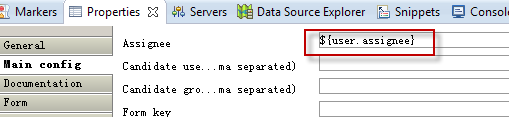 Markers Properties Servers Data Source Explorer Snippets Console
General
Main config
Documentation
Form
Assignee ${user.assignee}
Candidate use...ma separated)
Candidate gro...ma separated)
Form key